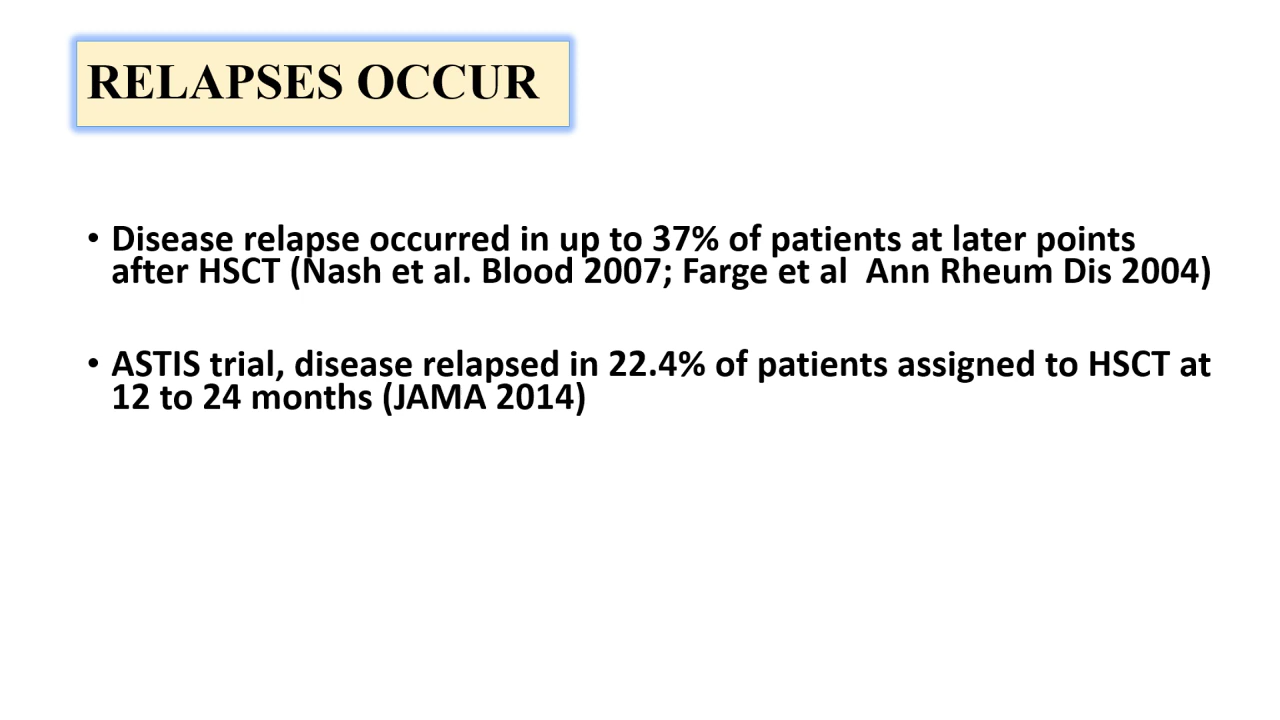 RELAPSES OCCUR
• Disease relapse occurred in up to 37% of patients at later points
after HSCT (Nash et al. Blood 2007; Farge et al  Ann Rheum Dis 2004)
• ASTIS trial, disease relapsed in 22.4% of patients assigned to HSCT at
12 to 24 months (JAMA 2014)